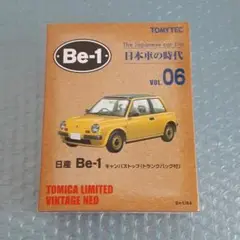 TOMYTEC
Be-1
The Japanese car era
日本車の時代
VOL.06
日産 Be-1 キャンバストップ(トランクバッグ付)
TOMICA LIMITED
VINTAGE NEO